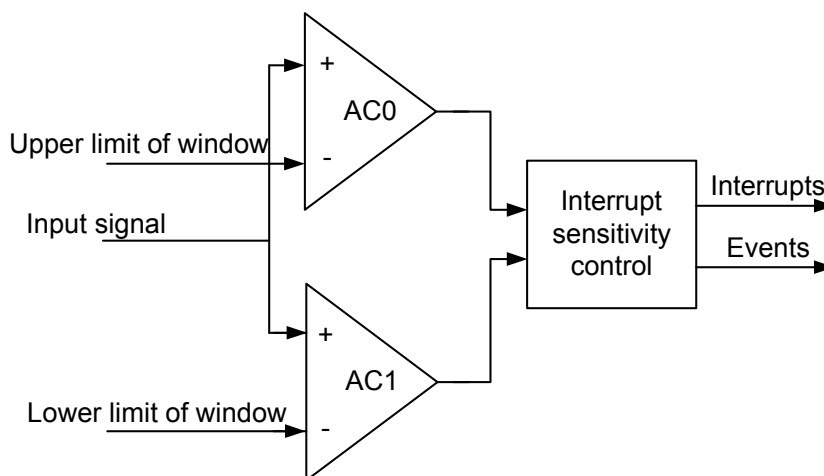 +
AC0
Upper limit of window
-
Input signal
Interrupt
sensitivity
control
Interrupts
Events
+
AC1
Lower limit of window
-